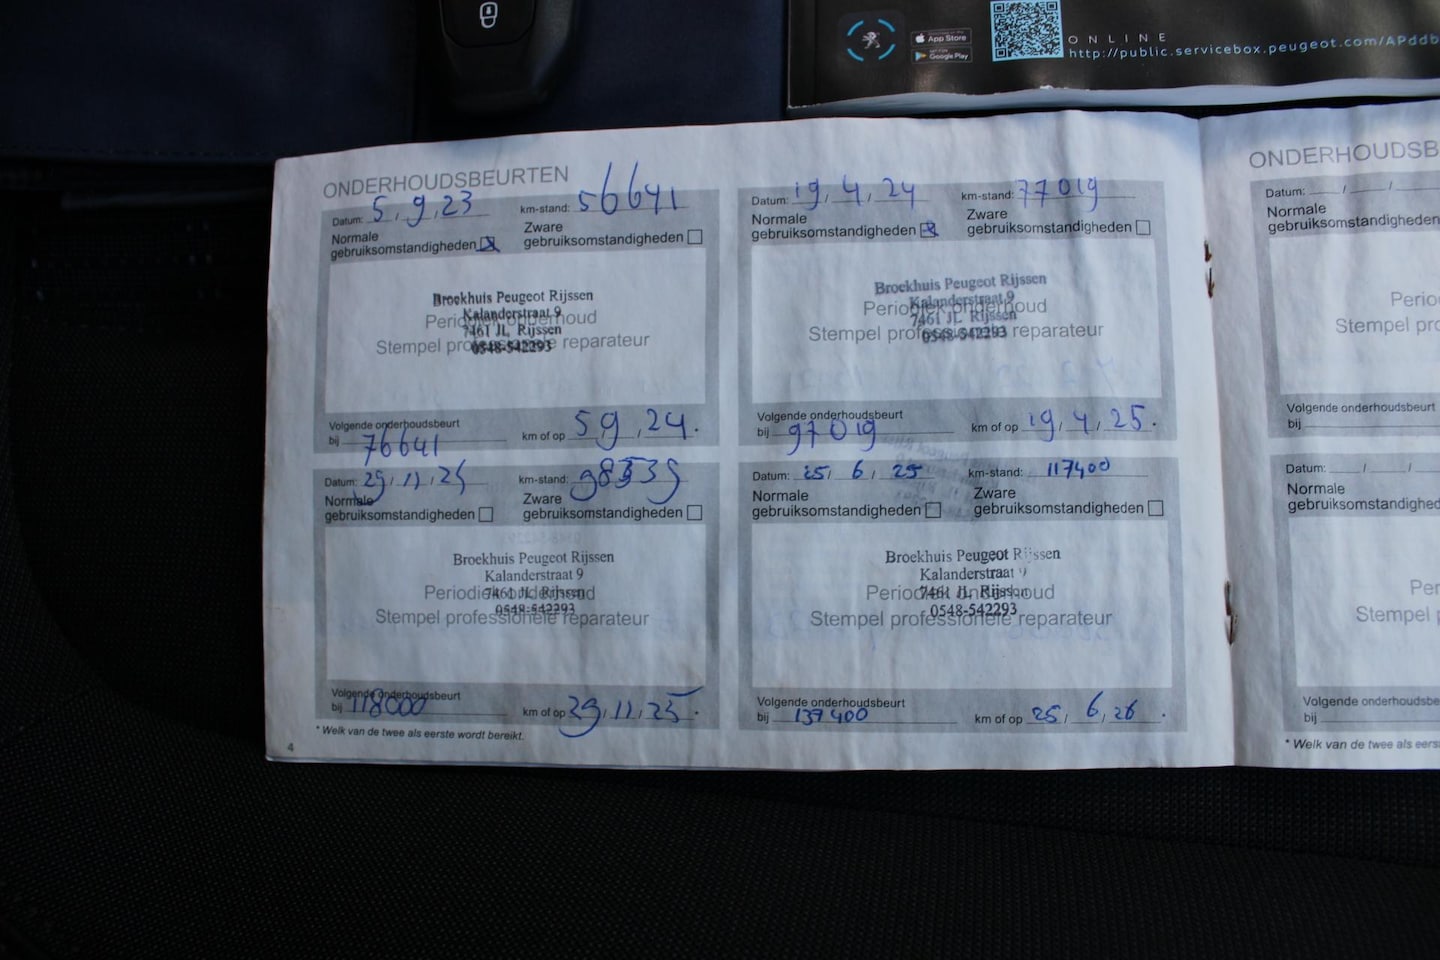 App Store
Google Play
ONLINE
http://public.servicebox.peugeot.com/APddb
ONDERHOUDSBEURTEN
Datum: 5, 9, 23 km-stand: 56641
Normale gebruiksomstandigheden
Zware gebruiksomstandigheden
Broekhuis Peugeot Rijssen
Kalanderstraat 9
7461 JL Rijssen
0548-542293
Periodiek onderhoud
Stempel professionele reparateur
Volgende onderhoudsbeurt
bij 76641 km of op 5 9, 24.
Datum: 19, 4, 24 km-stand: 77019
Normale gebruiksomstandigheden
Zware gebruiksomstandigheden
Broekhuis Peugeot Rijssen
Kalanderstraat 9
7461 JL Rijssen
0548-542293
Periodiek onderhoud
Stempel professionele reparateur
Volgende onderhoudsbeurt
bij 97019 km of op 19, 4, 25.
Datum: 29, 11, 24 km-stand:
Normale gebruiksomstandigheden
Zware gebruiksomstandigheden
Broekhuis Peugeot Rijssen
Kalanderstraat 9
7461 JL Rijssen
0548-542293
Periodiek onderhoud
Stempel professionele reparateur
Volgende onderhoudsbeurt
bij 118000 km of op 29, 11, 25.
Datum: 25, 6, 25 km-stand: 117400
Normale gebruiksomstandigheden
Zware gebruiksomstandigheden
Broekhuis Peugeot Rijssen
Kalanderstraat 9
7461 JL Rijssen
0548-542293
Periodiek onderhoud
Stempel professionele reparateur
Volgende onderhoudsbeurt
bij 137400 km of op 25, 6, 26.
* Welk van de twee als eerste wordt bereikt.
4
ONDERHOUDSB
Datum: / /
Normale
gebruiksomstandighed
Perio
Stempel pr
Volgende onderhoudsbeurt
bij
Datum: / /
Normale
gebruiksomstandighed
Per
Stempel p
Volgende onderhoudsbeurt
bij
* Welk van de twee als eers